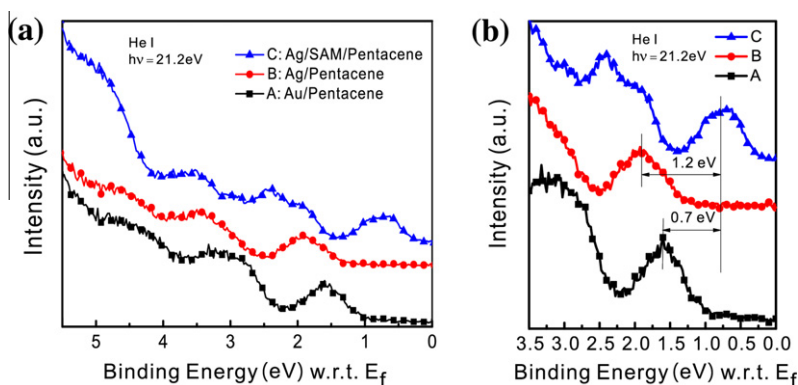 (a)
He I
hν = 21.2eV
C: Ag/SAM/Pentacene
B: Ag/Pentacene
A: Au/Pentacene
Intensity (a.u.)
5 4 3 2 1 0
Binding Energy (eV) w.r.t. Ef
(b)
He I
hν = 21.2eV
C
B
A
1.2 eV
0.7 eV
Intensity (a.u.)
3.5 3.0 2.5 2.0 1.5 1.0 0.5 0.0
Binding Energy (eV) w.r.t. Ef